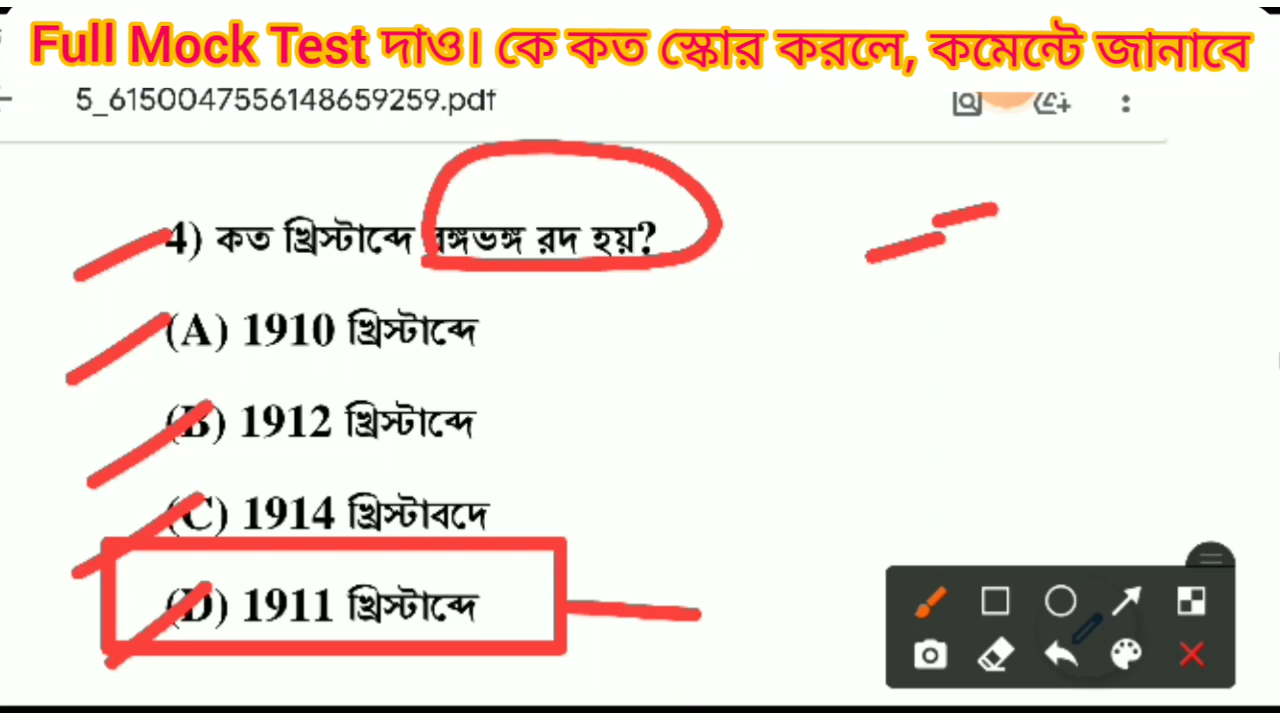 Full Mock Test দাও। কে কত স্কোর করলে, কমেন্টে জানাবে
5_6150047556148659259.pdf
4) কত খ্রিস্টাব্দে বঙ্গভঙ্গ রদ হয়?
(A) 1910 খ্রিস্টাব্দে
(B) 1912 খ্রিস্টাব্দে
(C) 1914 খ্রিস্টাবদে
(D) 1911 খ্রিস্টাব্দে